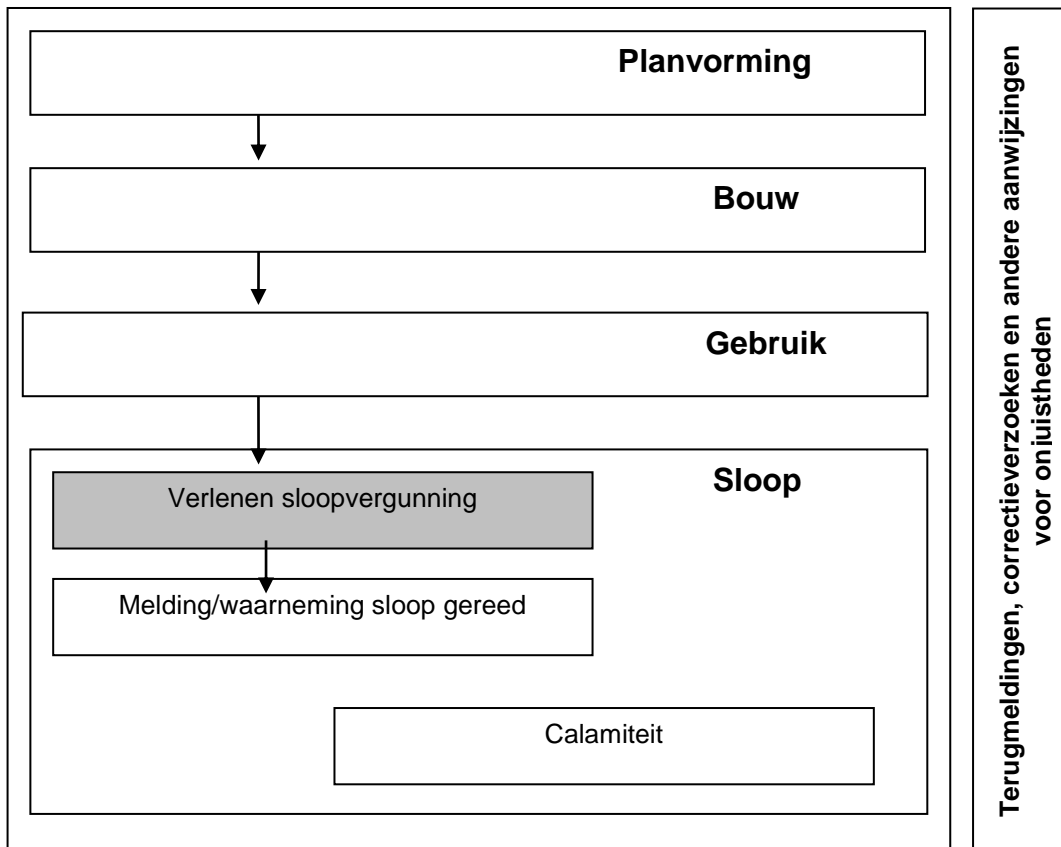 Planvorming
Bouw
Gebruik
Sloop
Verlenen sloopvergunning
Melding/waarneming sloop gereed
Calamiteit
Terugmeldingen, correctieverzoeken en andere aanwijzingen
voor onjuistheden